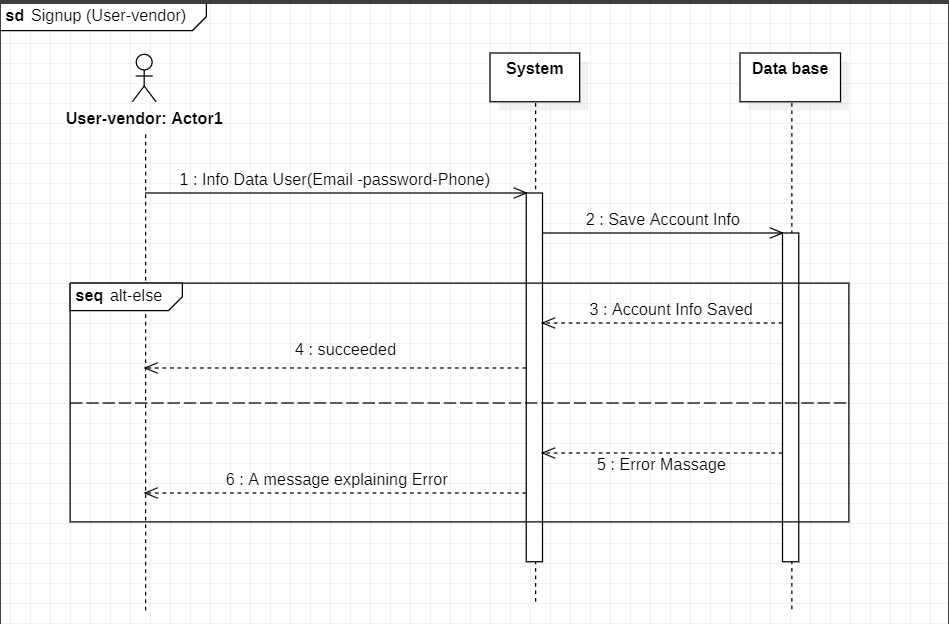 sd Signup (User-vendor)
System
Data base
User-vendor: Actor1
1 : Info Data User(Email -password-Phone)
2 : Save Account Info
seq alt-else
3 : Account Info Saved
4 : succeeded
5 : Error Massage
6 : A message explaining Error